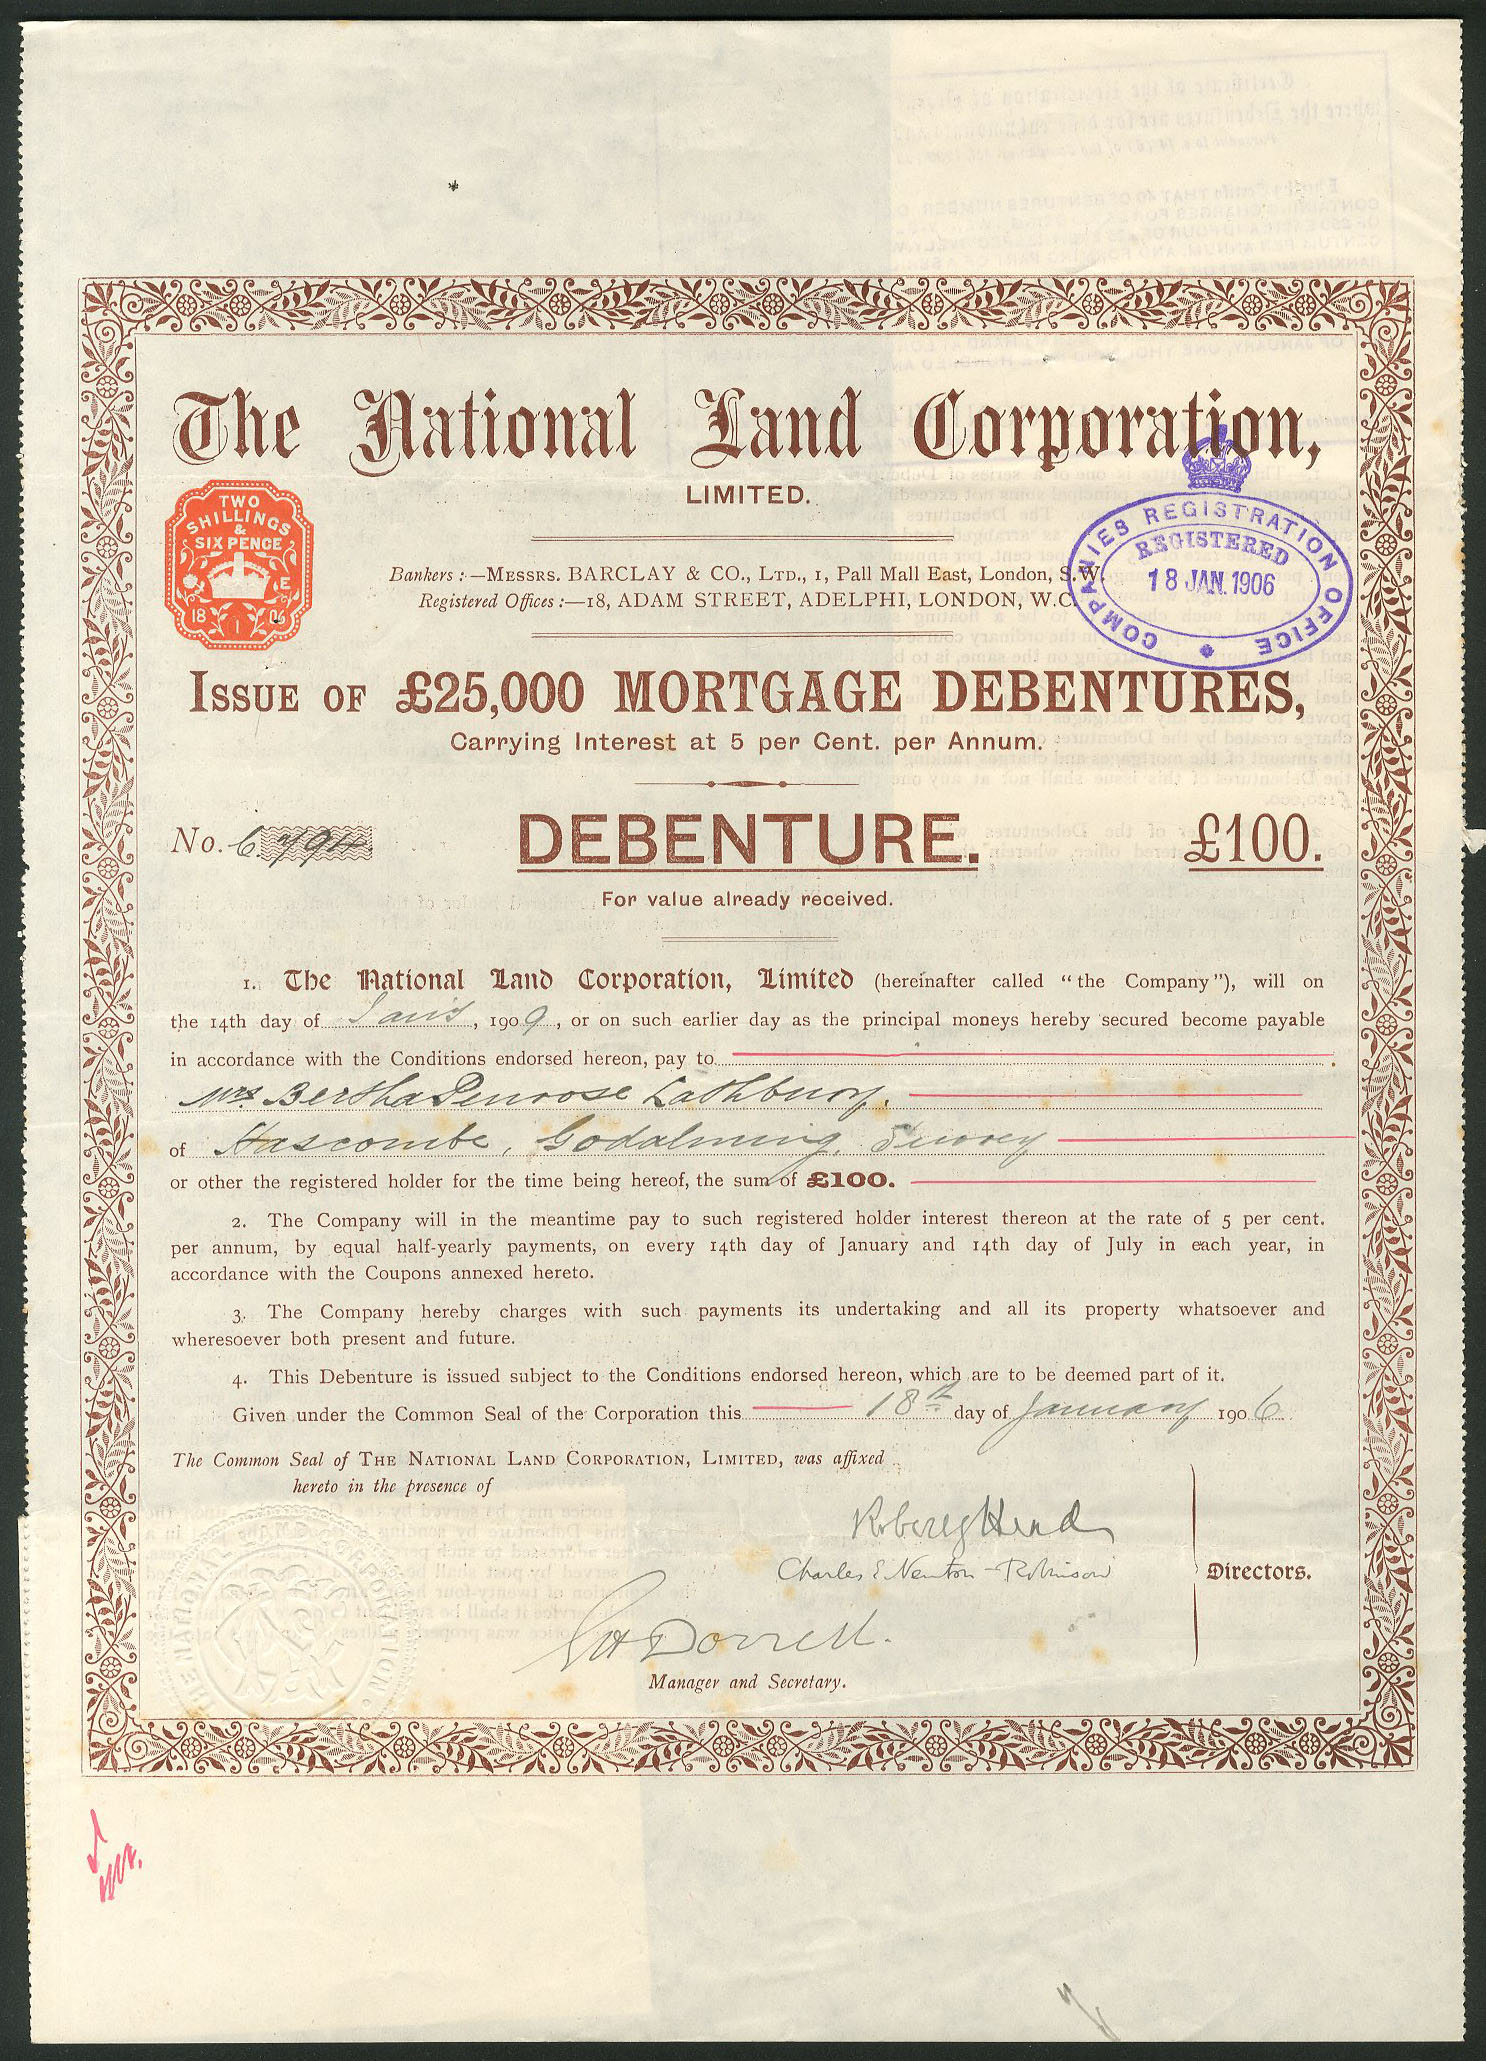 The National Land Corporation,
LIMITED.
TWO
SHILLINGS
&
SIX PENCE
18
1
COMPANIES REGISTRATION OFFICE
REGISTERED
18 JAN. 1906
Bankers:—MESSRS. BARCLAY & CO., LTD., 1, Pall Mall East, London, S.W.
Registered Offices:—18, ADAM STREET, ADELPHI, LONDON, W.C.
ISSUE OF £25,000 MORTGAGE DEBENTURES,
Carrying Interest at 5 per Cent. per Annum.
No. DEBENTURE. £100.
For value already received.
1. The National Land Corporation, Limited (hereinafter called "the Company"), will on
the 14th day of , 1909, or on such earlier day as the principal moneys hereby secured become payable
in accordance with the Conditions endorsed hereon, pay to
Mrs Bertha Penrose Lathbury.
of Hascombe, Godalming, Surrey
or other the registered holder for the time being hereof, the sum of £100.
2. The Company will in the meantime pay to such registered holder interest thereon at the rate of 5 per cent.
per annum, by equal half-yearly payments, on every 14th day of January and 14th day of July in each year, in
accordance with the Coupons annexed hereto.
3. The Company hereby charges with such payments its undertaking and all its property whatsoever and
wheresoever both present and future.
4. This Debenture is issued subject to the Conditions endorsed hereon, which are to be deemed part of it.
Given under the Common Seal of the Corporation this 18th day of January 1906.
The Common Seal of THE NATIONAL LAND CORPORATION, LIMITED, was affixed
hereto in the presence of
Charles E Newton-Robinson
Directors.
Dorrell.
Manager and Secretary.
THE NATIONAL LAND CORPORATION